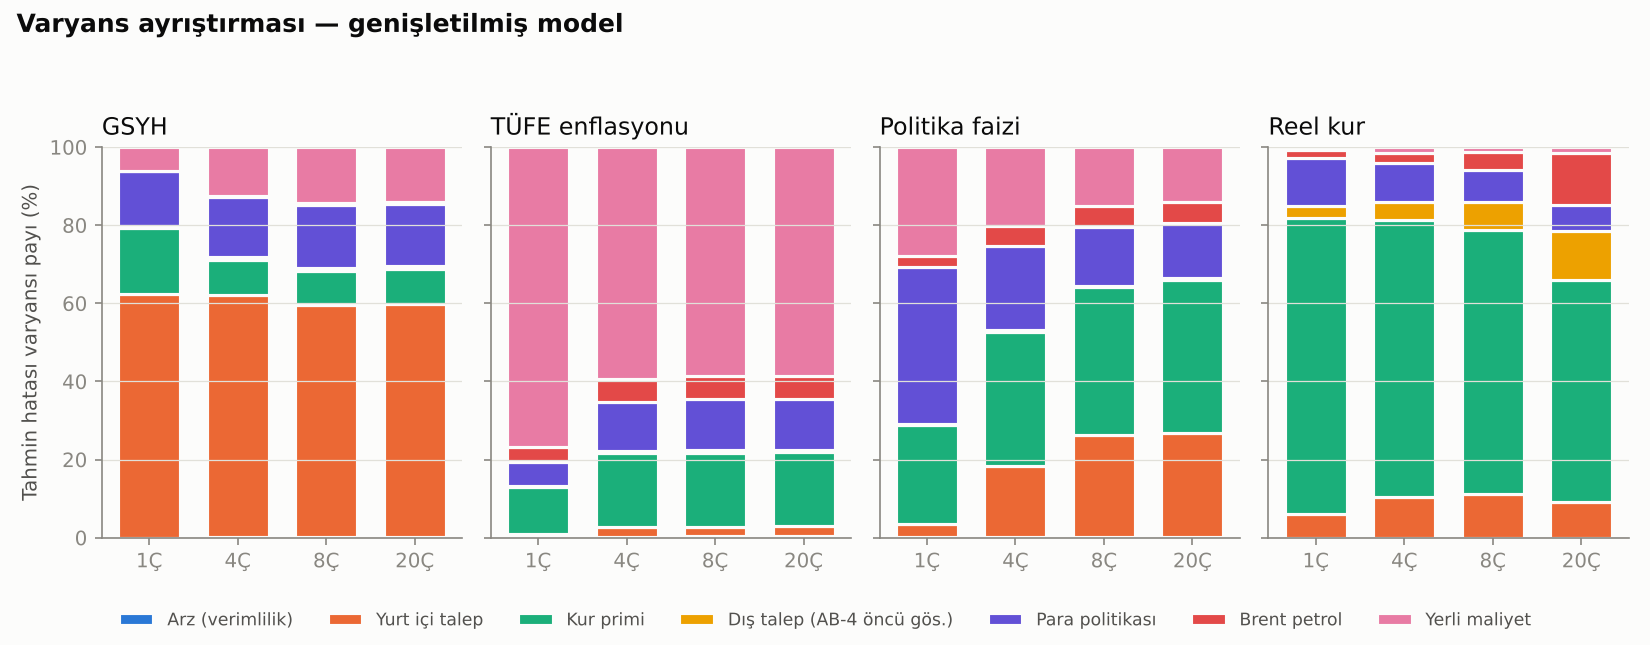 Varyans ayrıştırması — genişletilmiş model
GSYH
TÜFE enflasyonu
Politika faizi
Reel kur
Tahmin hatası varyansı payı (%)
100
80
60
40
20
0
1Ç 4Ç 8Ç 20Ç
1Ç 4Ç 8Ç 20Ç
1Ç 4Ç 8Ç 20Ç
1Ç 4Ç 8Ç 20Ç
Arz (verimlilik) Yurt içi talep Kur primi Dış talep (AB-4 öncü gös.) Para politikası Brent petrol Yerli maliyet